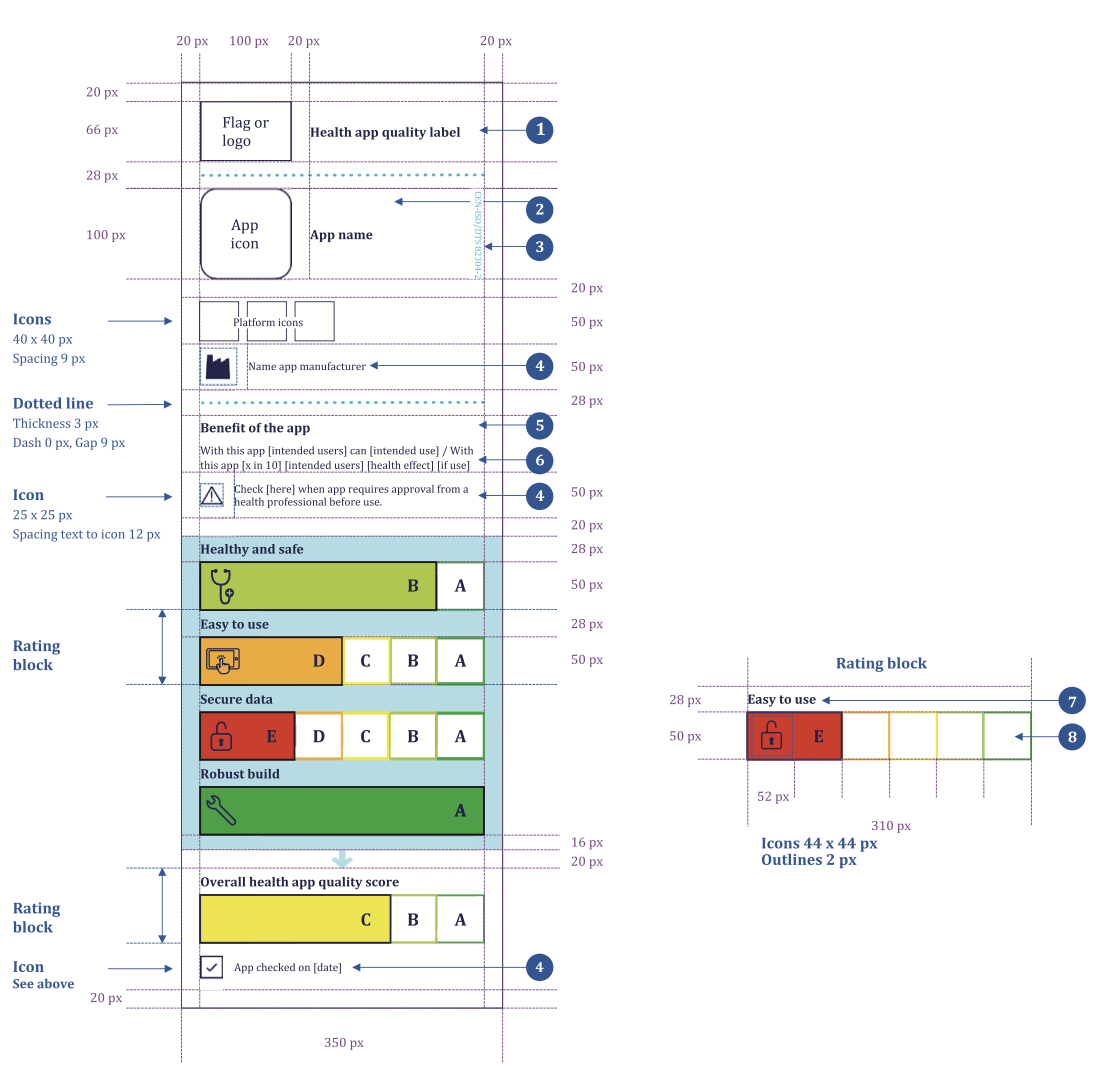 20 px 100 px 20 px 20 px
20 px
66 px
Flag or
logo
Health app quality label
1
28 px
100 px
App
icon
App name
CEN-ISO/DTS 82304-2
2
3
20 px
Icons
40 x 40 px
Spacing 9 px
Platform icons
50 px
Name app manufacturer
4
50 px
28 px
Dotted line
Thickness 3 px
Dash 0 px, Gap 9 px
Benefit of the app
5
With this app [intended users] can [intended use] / With
this app [x in 10] [intended users] [health effect] [if use]
6
Icon
25 x 25 px
Spacing text to icon 12 px
Check [here] when app requires approval from a
health professional before use.
4
50 px
20 px
Healthy and safe
28 px
B A
50 px
Easy to use
28 px
Rating
block
D C B A
50 px
Secure data
E D C B A
Robust build
A
16 px
20 px
Overall health app quality score
Rating
block
C B A
Icon
See above
App checked on [date]
4
20 px
350 px
Rating block
28 px
Easy to use
7
50 px
E
8
52 px
310 px
Icons 44 x 44 px
Outlines 2 px